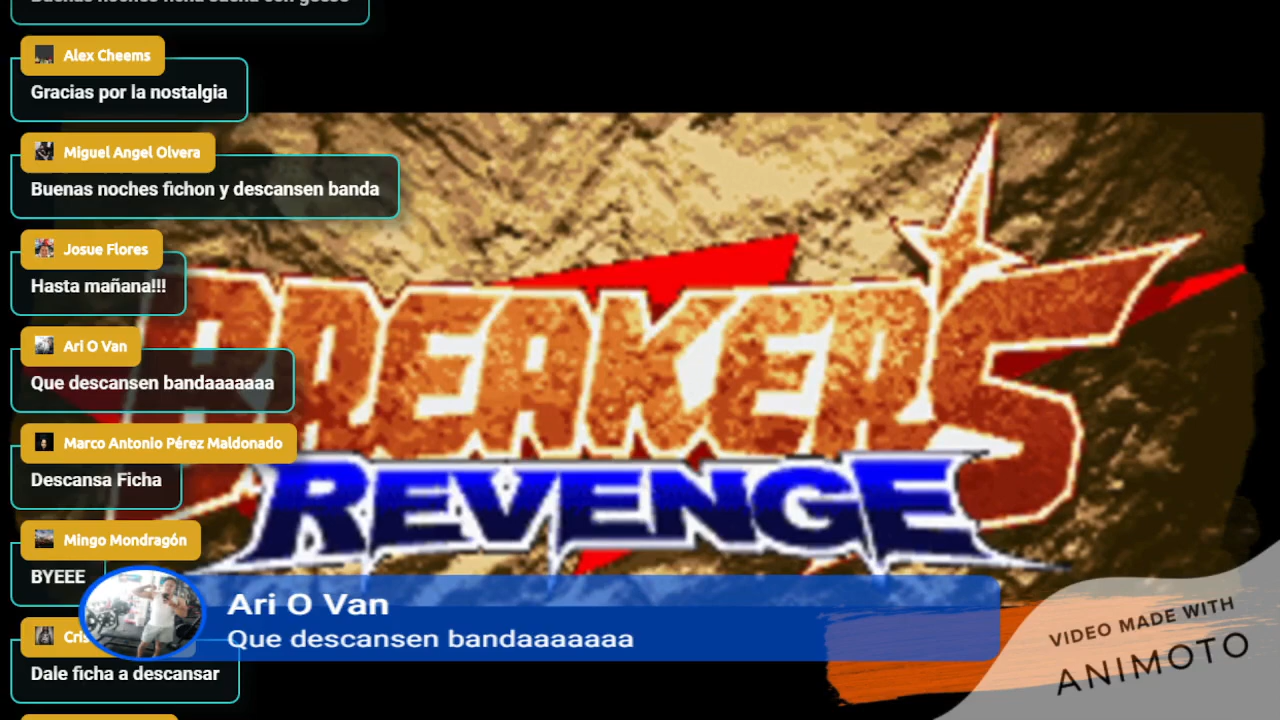 Alex Cheems
Gracias por la nostalgia
Miguel Angel Olvera
Buenas noches fichon y descansen banda
Josue Flores
Hasta mañana!!!
Ari O Van
Que descansen bandaaaaaaa
Marco Antonio Pérez Maldonado
Descansa Ficha
Mingo Mondragón
BYEEE
Dale ficha a descansar
BREAKERS
REVENGE
Ari O Van
Que descansen bandaaaaaaa
VIDEO MADE WITH
ANIMOTO